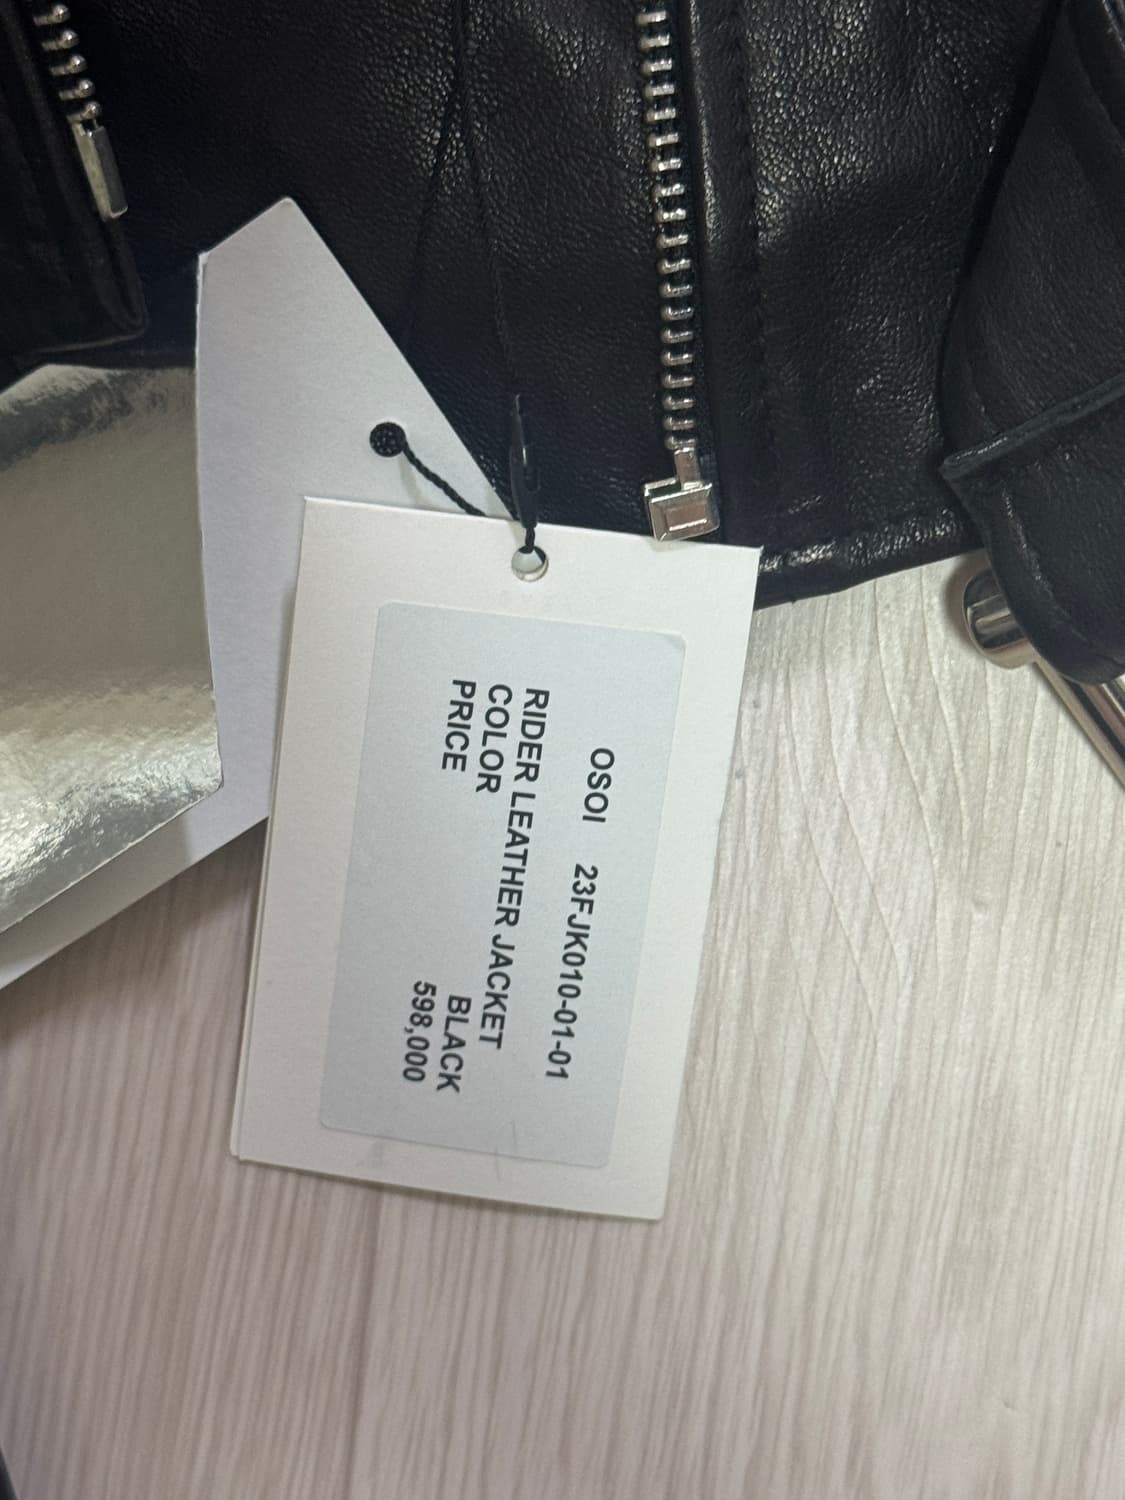 OSOI 23FJK010-01-01
RIDER LEATHER JACKET
COLOR BLACK
PRICE 598,000